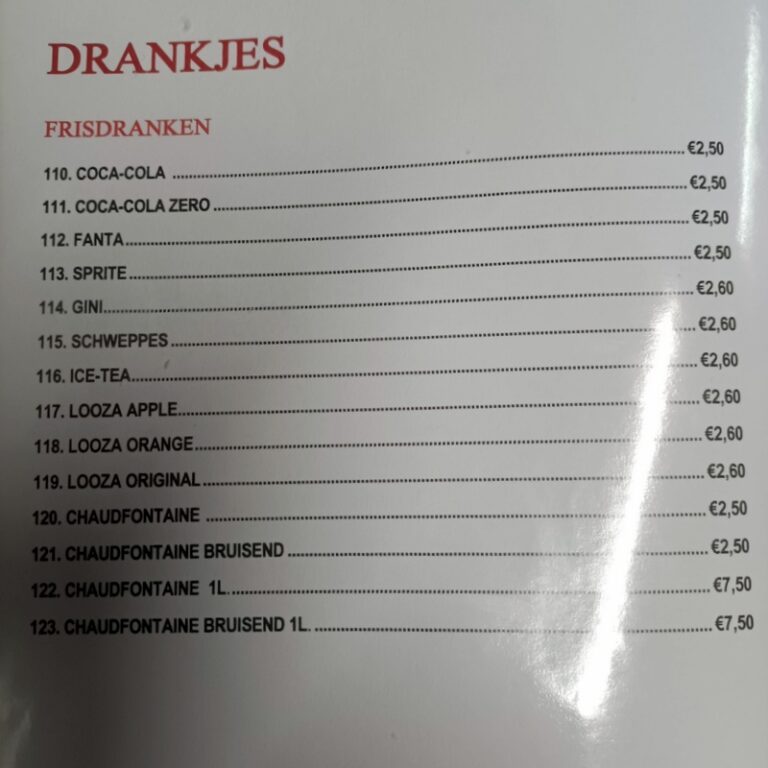 DRANKJES
FRISDRANKEN
110. COCA-COLA ........ €2,50
111. COCA-COLA ZERO ........ €2,50
112. FANTA ........ €2,50
113. SPRITE ........ €2,50
114. GINI ........ €2,60
115. SCHWEPPES ........ €2,60
116. ICE-TEA ........ €2,60
117. LOOZA APPLE ........ €2,60
118. LOOZA ORANGE ........ €2,60
119. LOOZA ORIGINAL ........ €2,60
120. CHAUDFONTAINE ........ €2,50
121. CHAUDFONTAINE BRUISEND ........ €2,50
122. CHAUDFONTAINE 1L. ........ €7,50
123. CHAUDFONTAINE BRUISEND 1L. ........ €7,50